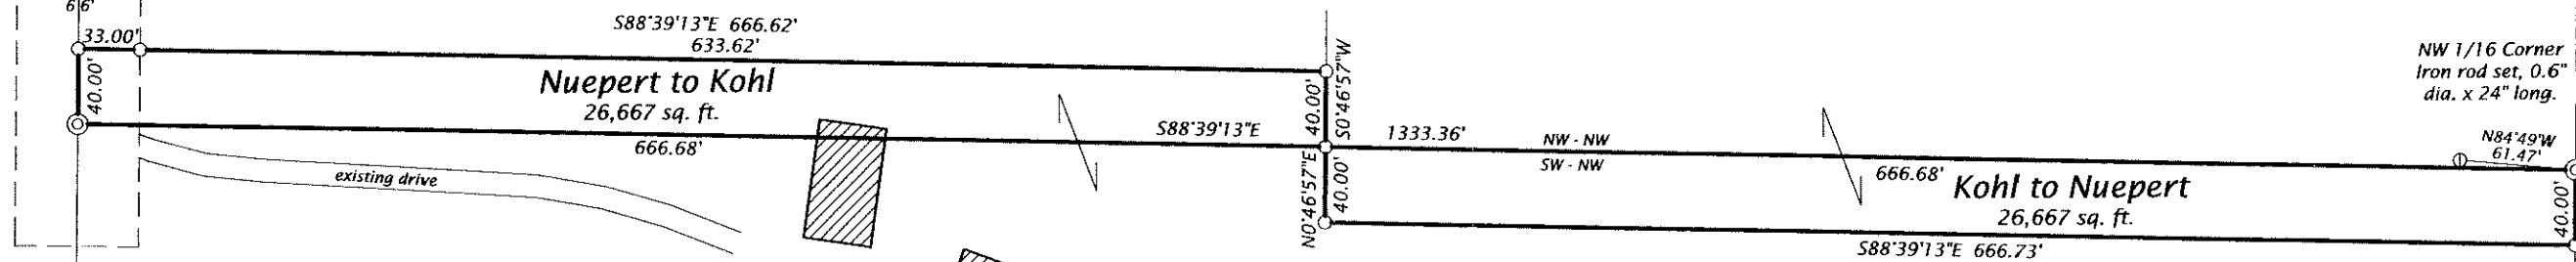 66'
33.00'
40.00'
S88°39'13"E 666.62'
633.62'
Nuepert to Kohl
26,667 sq. ft.
666.68'
existing drive
S88°39'13"E
40.00'
S0°46'57"W
N0°46'57"E
40.00'
1333.36'
NW - NW
SW - NW
666.68'
Kohl to Nuepert
26,667 sq. ft.
S88°39'13"E 666.73'
NW 1/16 Corner
Iron rod set, 0.6"
dia. x 24" long.
N84°49'W
61.47'
40.00'